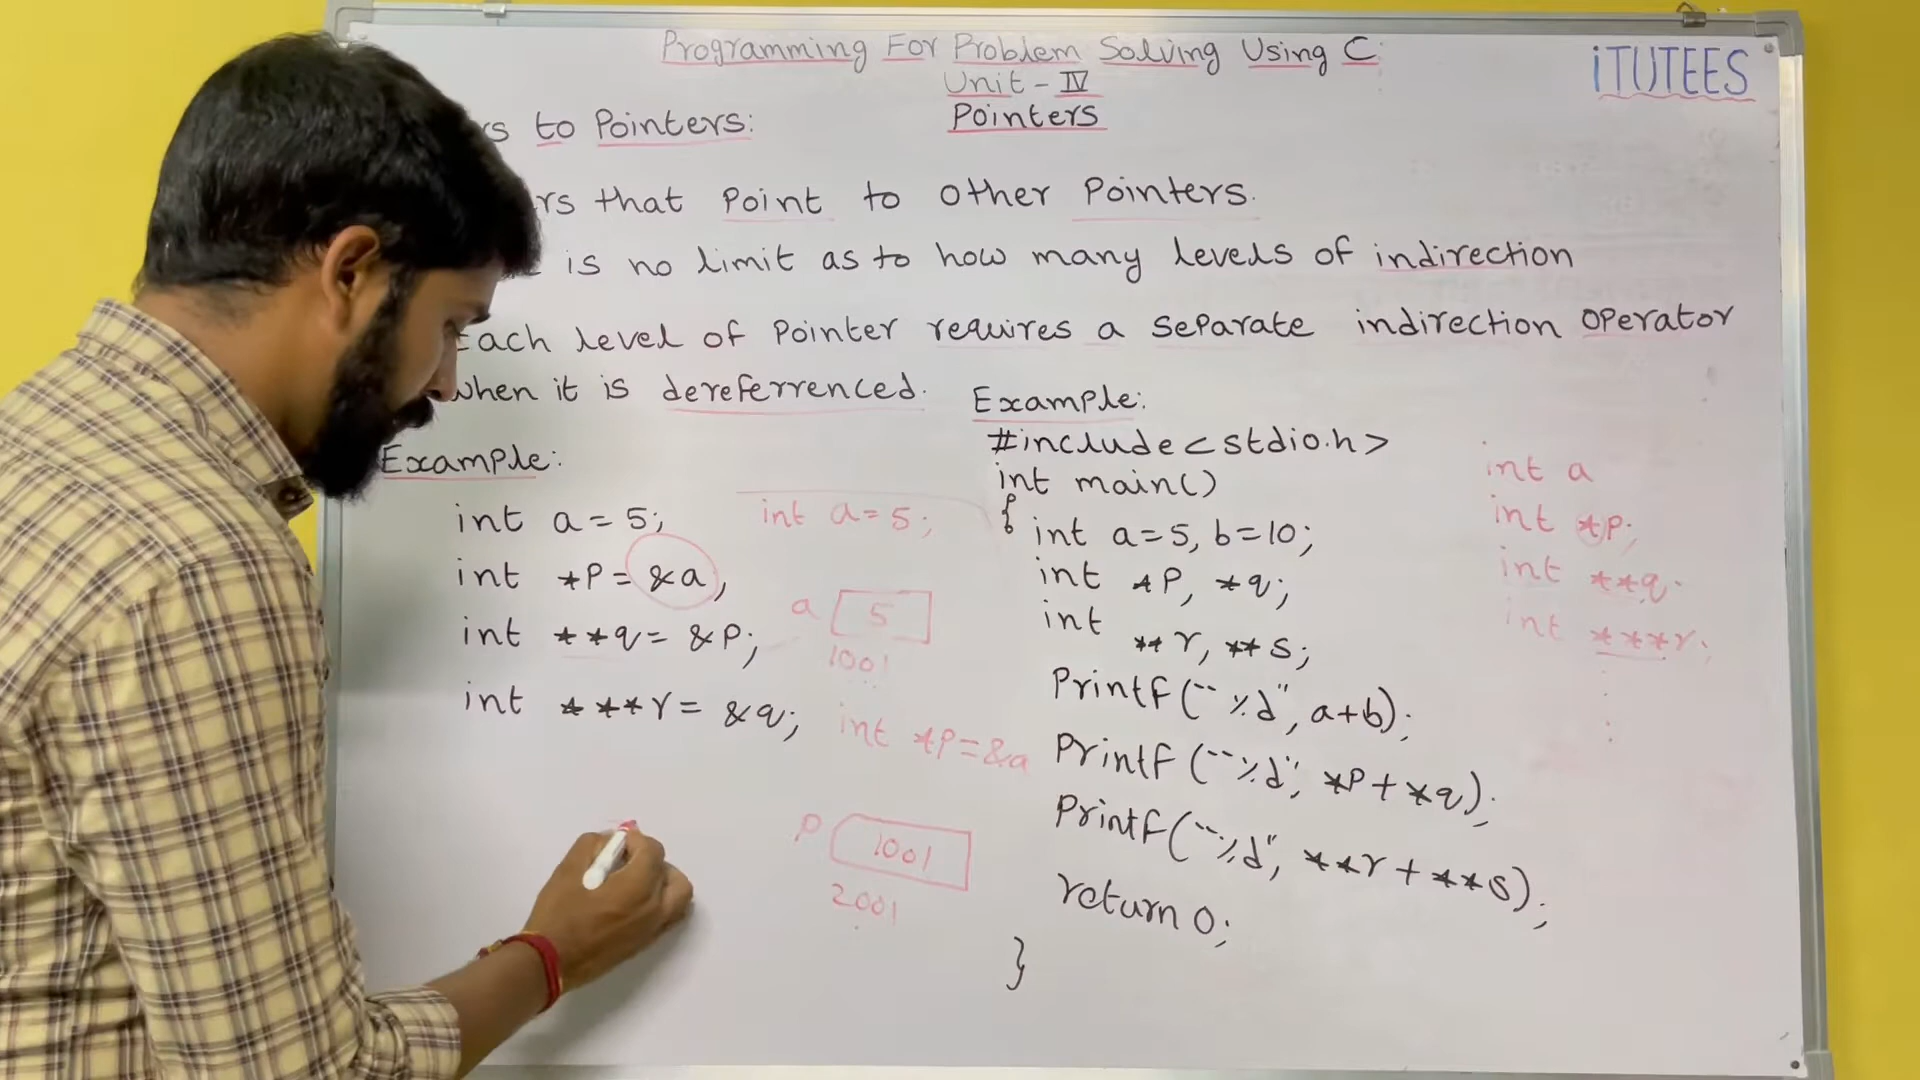 Programming For Problem Solving Using C
iTUTEES
Unit - IV
Pointers
to Pointers:
that Point to other Pointers.
is no limit as to how many levels of indirection
Each level of Pointer requires a separate indirection operator
when it is dereferrenced.
Example:
int a = 5;
int *P = &a,
int **q = &P;
int ***r = &q;
int a = 5;
a 5
1001
int *P = &a
P 1001
2001
Example:
#include < stdio.h >
int main()
{ int a=5, b=10;
int *P, *q;
int **r, **s;
Printf("%d", a+b);
Printf("%d", *P + *q);
Printf("%d", **r + **s);
return 0;
}
int a
int *P;
int **q.
int ***r;